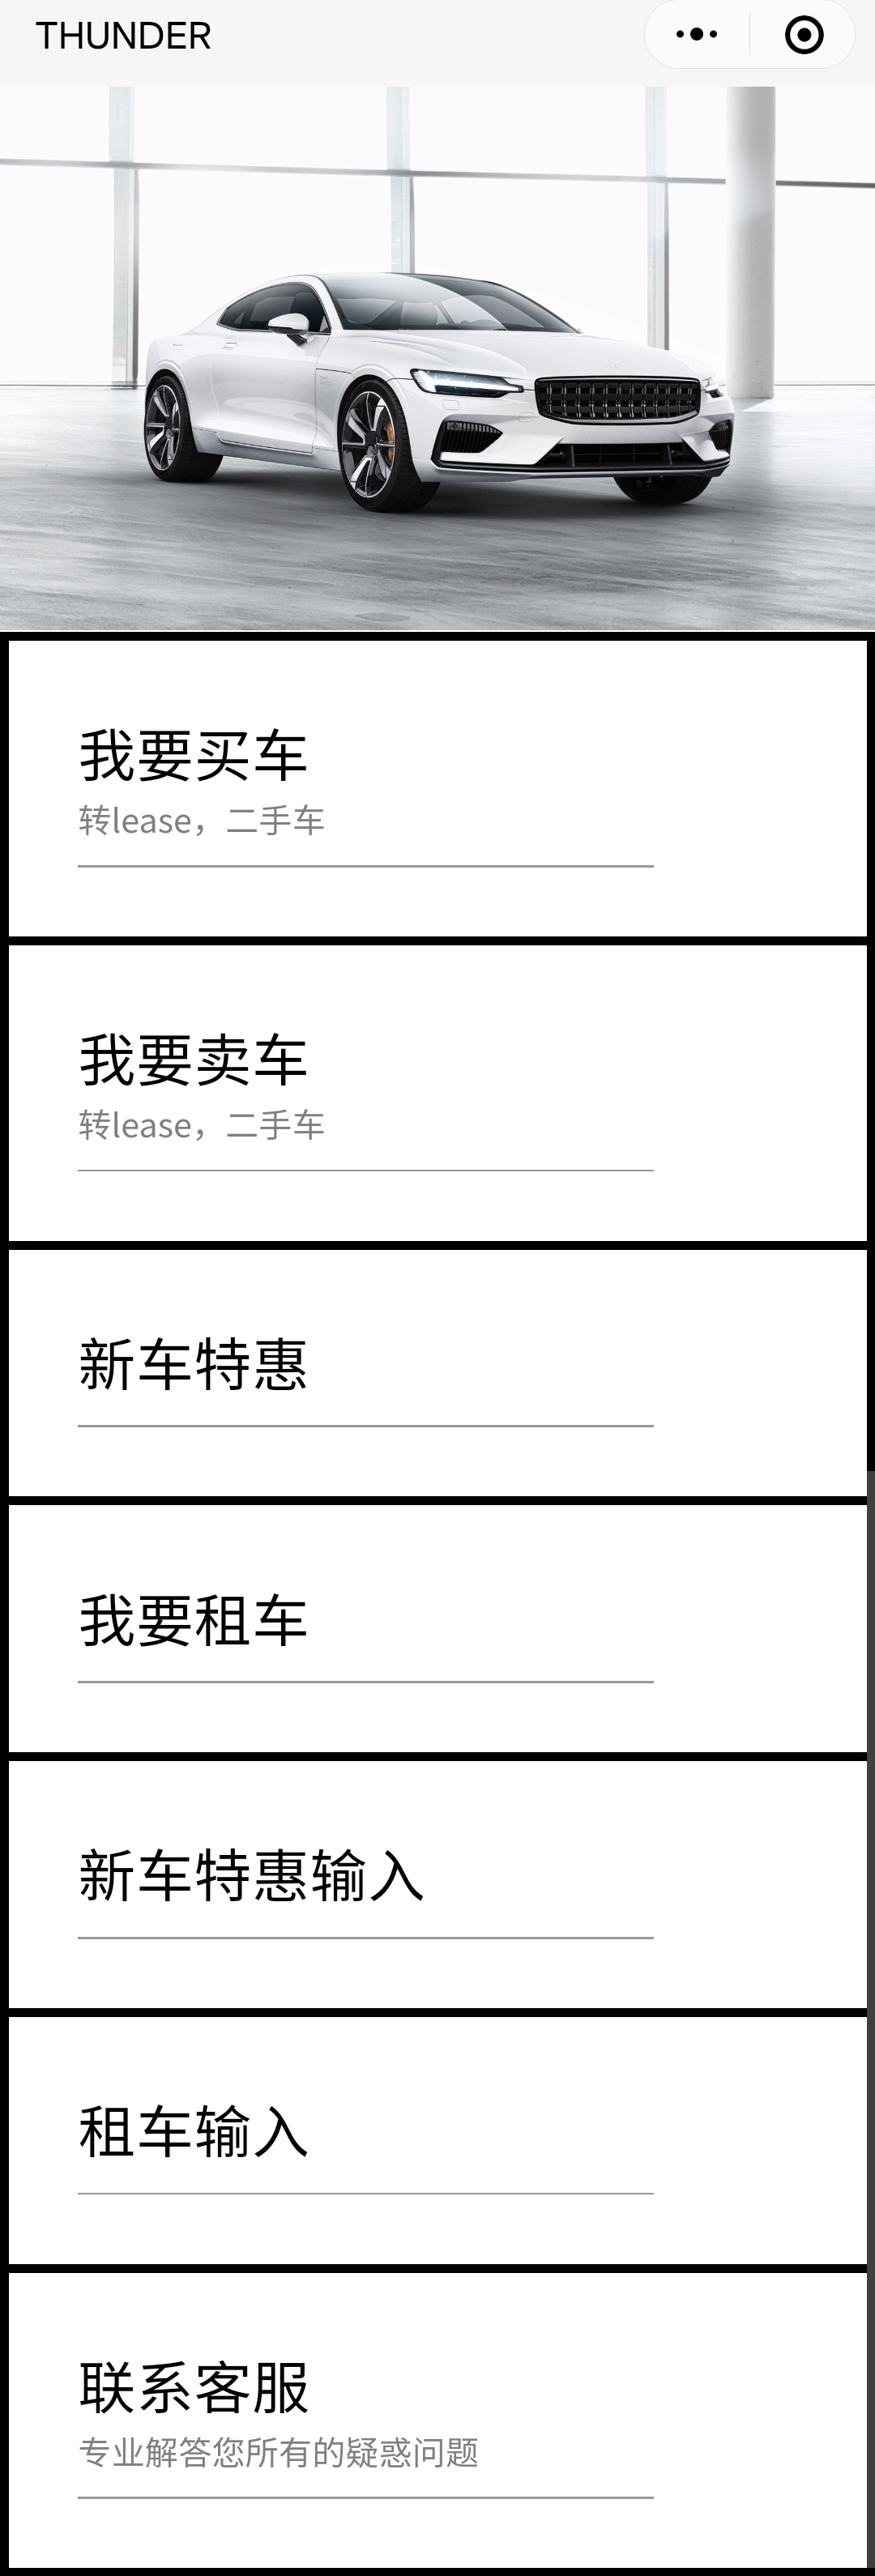 THUNDER
我要买车
转lease，二手车
我要卖车
转lease，二手车
新车特惠
我要租车
新车特惠输入
租车输入
联系客服
专业解答您所有的疑惑问题